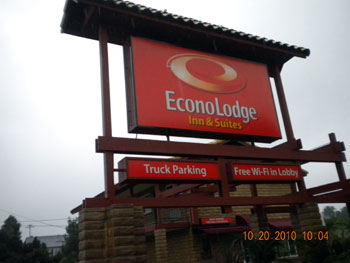 EconoLodge
Inn & Suites
Truck Parking
Free Wi-Fi in Lobby
10.20.2010 10:04